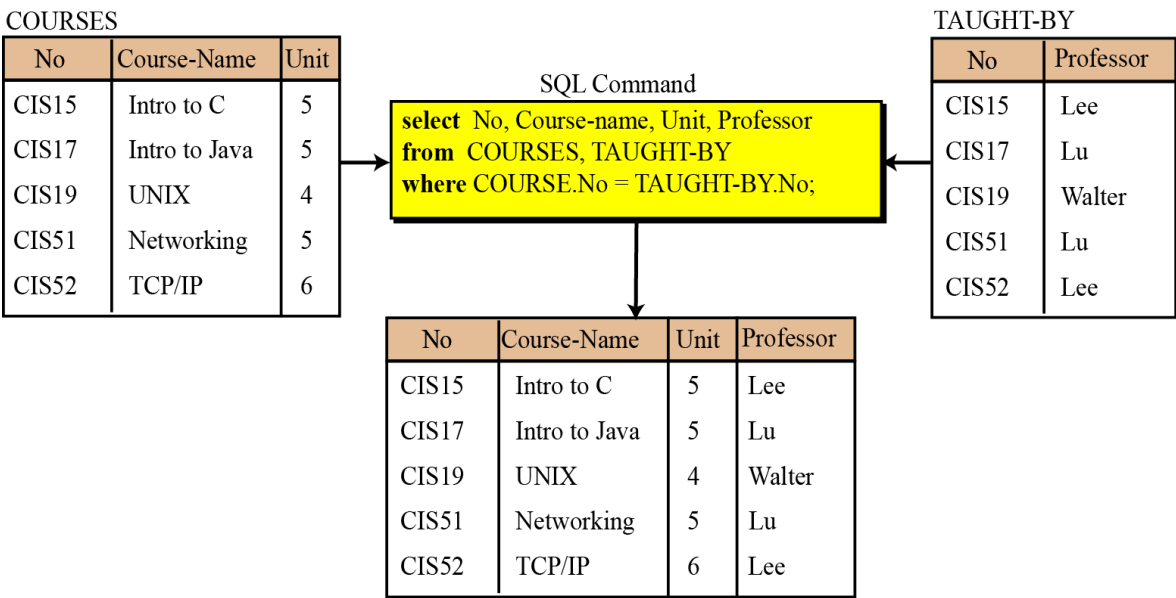 COURSES
No Course-Name Unit
CIS15 Intro to C 5
CIS17 Intro to Java 5
CIS19 UNIX 4
CIS51 Networking 5
CIS52 TCP/IP 6
SQL Command
select No, Course-name, Unit, Professor
from COURSES, TAUGHT-BY
where COURSE.No = TAUGHT-BY.No;
TAUGHT-BY
No Professor
CIS15 Lee
CIS17 Lu
CIS19 Walter
CIS51 Lu
CIS52 Lee
No Course-Name Unit Professor
CIS15 Intro to C 5 Lee
CIS17 Intro to Java 5 Lu
CIS19 UNIX 4 Walter
CIS51 Networking 5 Lu
CIS52 TCP/IP 6 Lee